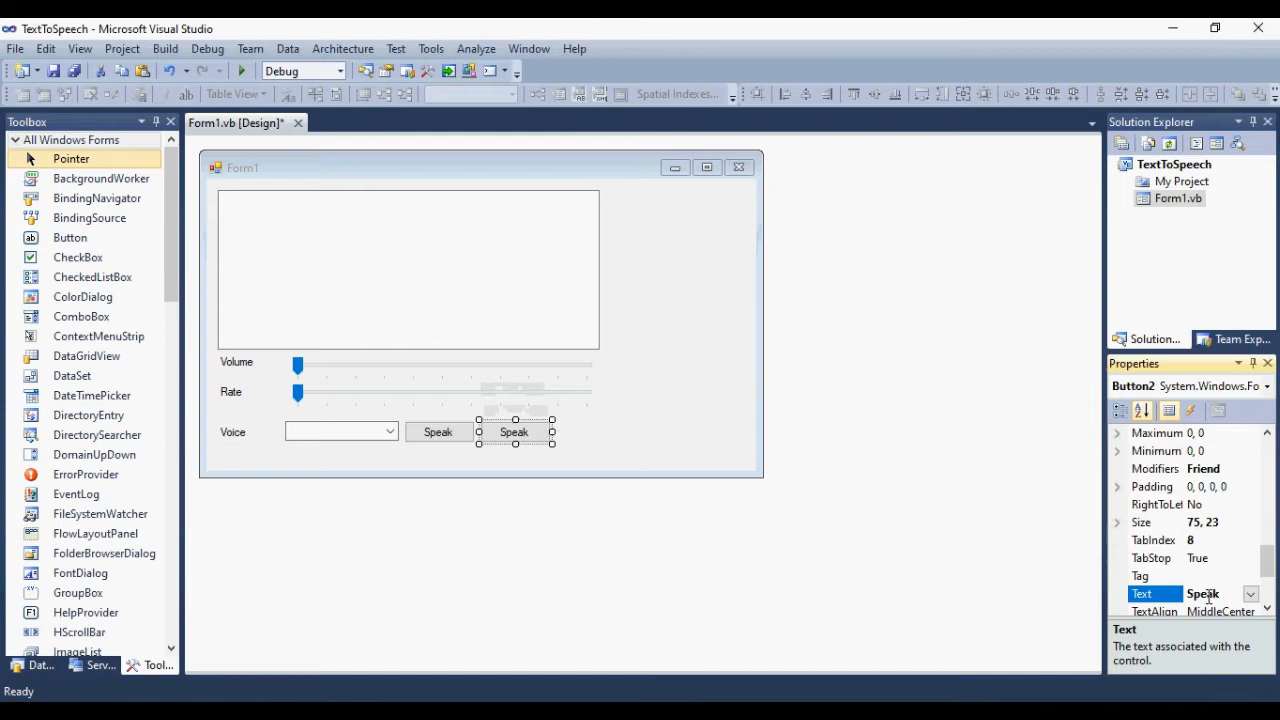 TextToSpeech - Microsoft Visual Studio
File Edit View Project Build Debug Team Data Architecture Test Tools Analyze Window Help
Debug
Table View Spatial Indexes...
Toolbox
All Windows Forms
Pointer
BackgroundWorker
BindingNavigator
BindingSource
Button
CheckBox
CheckedListBox
ColorDialog
ComboBox
ContextMenuStrip
DataGridView
DataSet
DateTimePicker
DirectoryEntry
DirectorySearcher
DomainUpDown
ErrorProvider
EventLog
FileSystemWatcher
FlowLayoutPanel
FolderBrowserDialog
FontDialog
GroupBox
HelpProvider
HScrollBar
ImageList
Dat... Serv... Tool...
Form1.vb [Design]*
Form1
Volume
Rate
Voice Speak Speak
Solution Explorer
TextToSpeech
My Project
Form1.vb
Solution... Team Exp...
Properties
Button2 System.Windows.Fo
Maximum 0, 0
Minimum 0, 0
Modifiers Friend
Padding 0, 0, 0, 0
RightToLef No
Size 75, 23
TabIndex 8
TabStop True
Tag
Text Speak
TextAlign MiddleCenter
Text
The text associated with the
control.
Ready